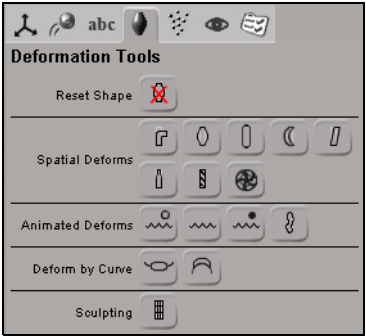 abc
Deformation Tools
Reset Shape
Spatial Deforms
Animated Deforms
Deform by Curve
Sculpting